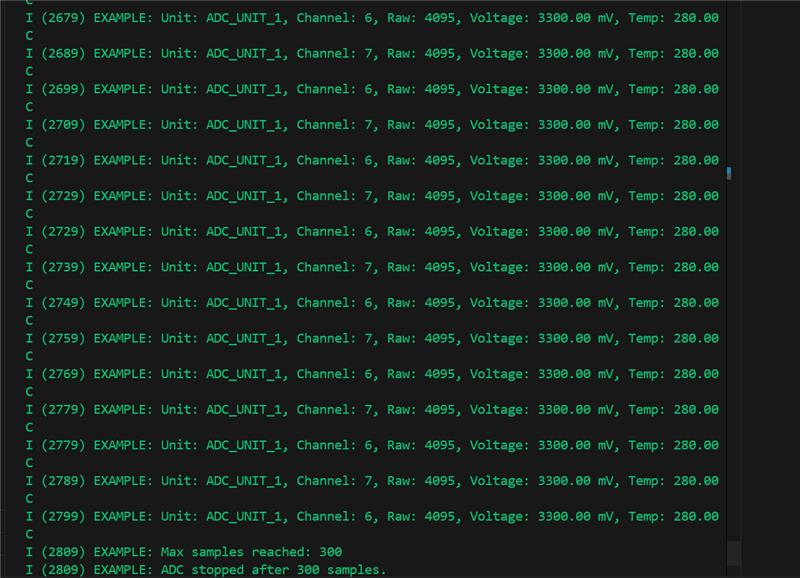 C
I (2679) EXAMPLE: Unit: ADC_UNIT_1, Channel: 6, Raw: 4095, Voltage: 3300.00 mV, Temp: 280.00
C
I (2689) EXAMPLE: Unit: ADC_UNIT_1, Channel: 7, Raw: 4095, Voltage: 3300.00 mV, Temp: 280.00
C
I (2699) EXAMPLE: Unit: ADC_UNIT_1, Channel: 6, Raw: 4095, Voltage: 3300.00 mV, Temp: 280.00
C
I (2709) EXAMPLE: Unit: ADC_UNIT_1, Channel: 7, Raw: 4095, Voltage: 3300.00 mV, Temp: 280.00
C
I (2719) EXAMPLE: Unit: ADC_UNIT_1, Channel: 6, Raw: 4095, Voltage: 3300.00 mV, Temp: 280.00
C
I (2729) EXAMPLE: Unit: ADC_UNIT_1, Channel: 7, Raw: 4095, Voltage: 3300.00 mV, Temp: 280.00
C
I (2729) EXAMPLE: Unit: ADC_UNIT_1, Channel: 6, Raw: 4095, Voltage: 3300.00 mV, Temp: 280.00
C
I (2739) EXAMPLE: Unit: ADC_UNIT_1, Channel: 7, Raw: 4095, Voltage: 3300.00 mV, Temp: 280.00
C
I (2749) EXAMPLE: Unit: ADC_UNIT_1, Channel: 6, Raw: 4095, Voltage: 3300.00 mV, Temp: 280.00
C
I (2759) EXAMPLE: Unit: ADC_UNIT_1, Channel: 7, Raw: 4095, Voltage: 3300.00 mV, Temp: 280.00
C
I (2769) EXAMPLE: Unit: ADC_UNIT_1, Channel: 6, Raw: 4095, Voltage: 3300.00 mV, Temp: 280.00
C
I (2779) EXAMPLE: Unit: ADC_UNIT_1, Channel: 7, Raw: 4095, Voltage: 3300.00 mV, Temp: 280.00
C
I (2779) EXAMPLE: Unit: ADC_UNIT_1, Channel: 6, Raw: 4095, Voltage: 3300.00 mV, Temp: 280.00
C
I (2789) EXAMPLE: Unit: ADC_UNIT_1, Channel: 7, Raw: 4095, Voltage: 3300.00 mV, Temp: 280.00
C
I (2799) EXAMPLE: Unit: ADC_UNIT_1, Channel: 6, Raw: 4095, Voltage: 3300.00 mV, Temp: 280.00
C
I (2809) EXAMPLE: Max samples reached: 300
I (2809) EXAMPLE: ADC stopped after 300 samples.